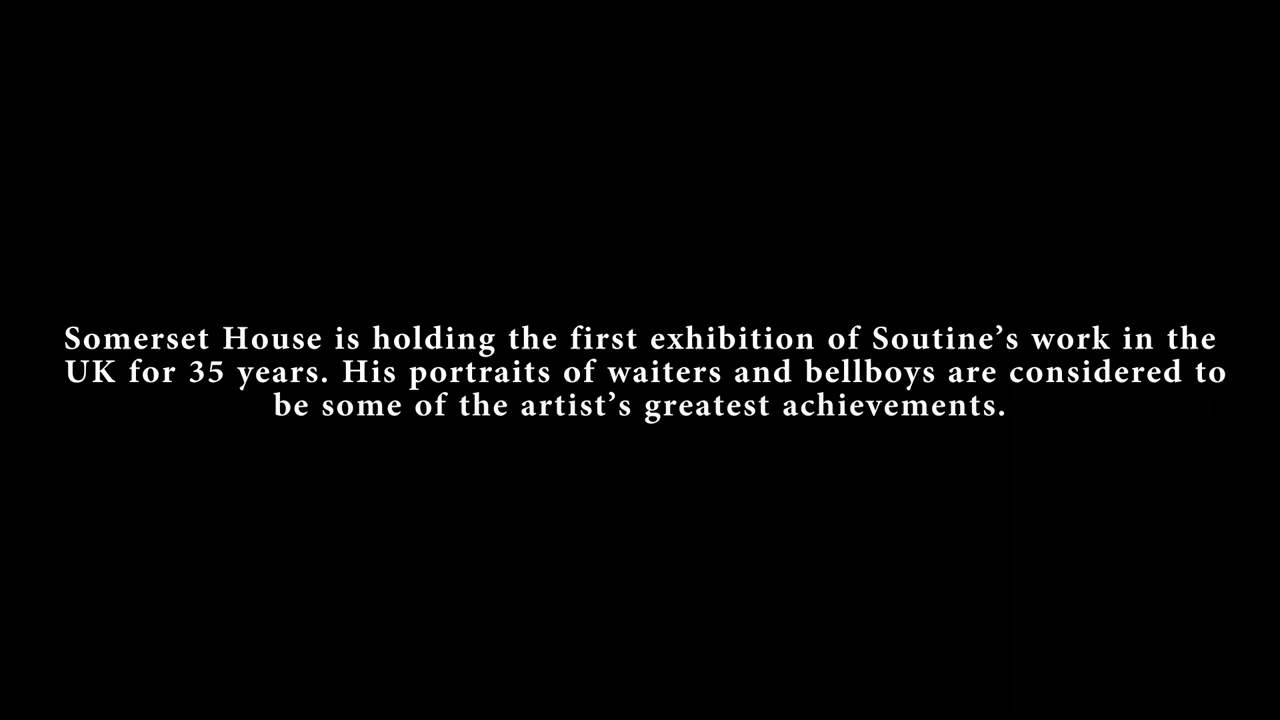 Somerset House is holding the first exhibition of Soutine’s work in the
UK for 35 years. His portraits of waiters and bellboys are considered to
be some of the artist’s greatest achievements.